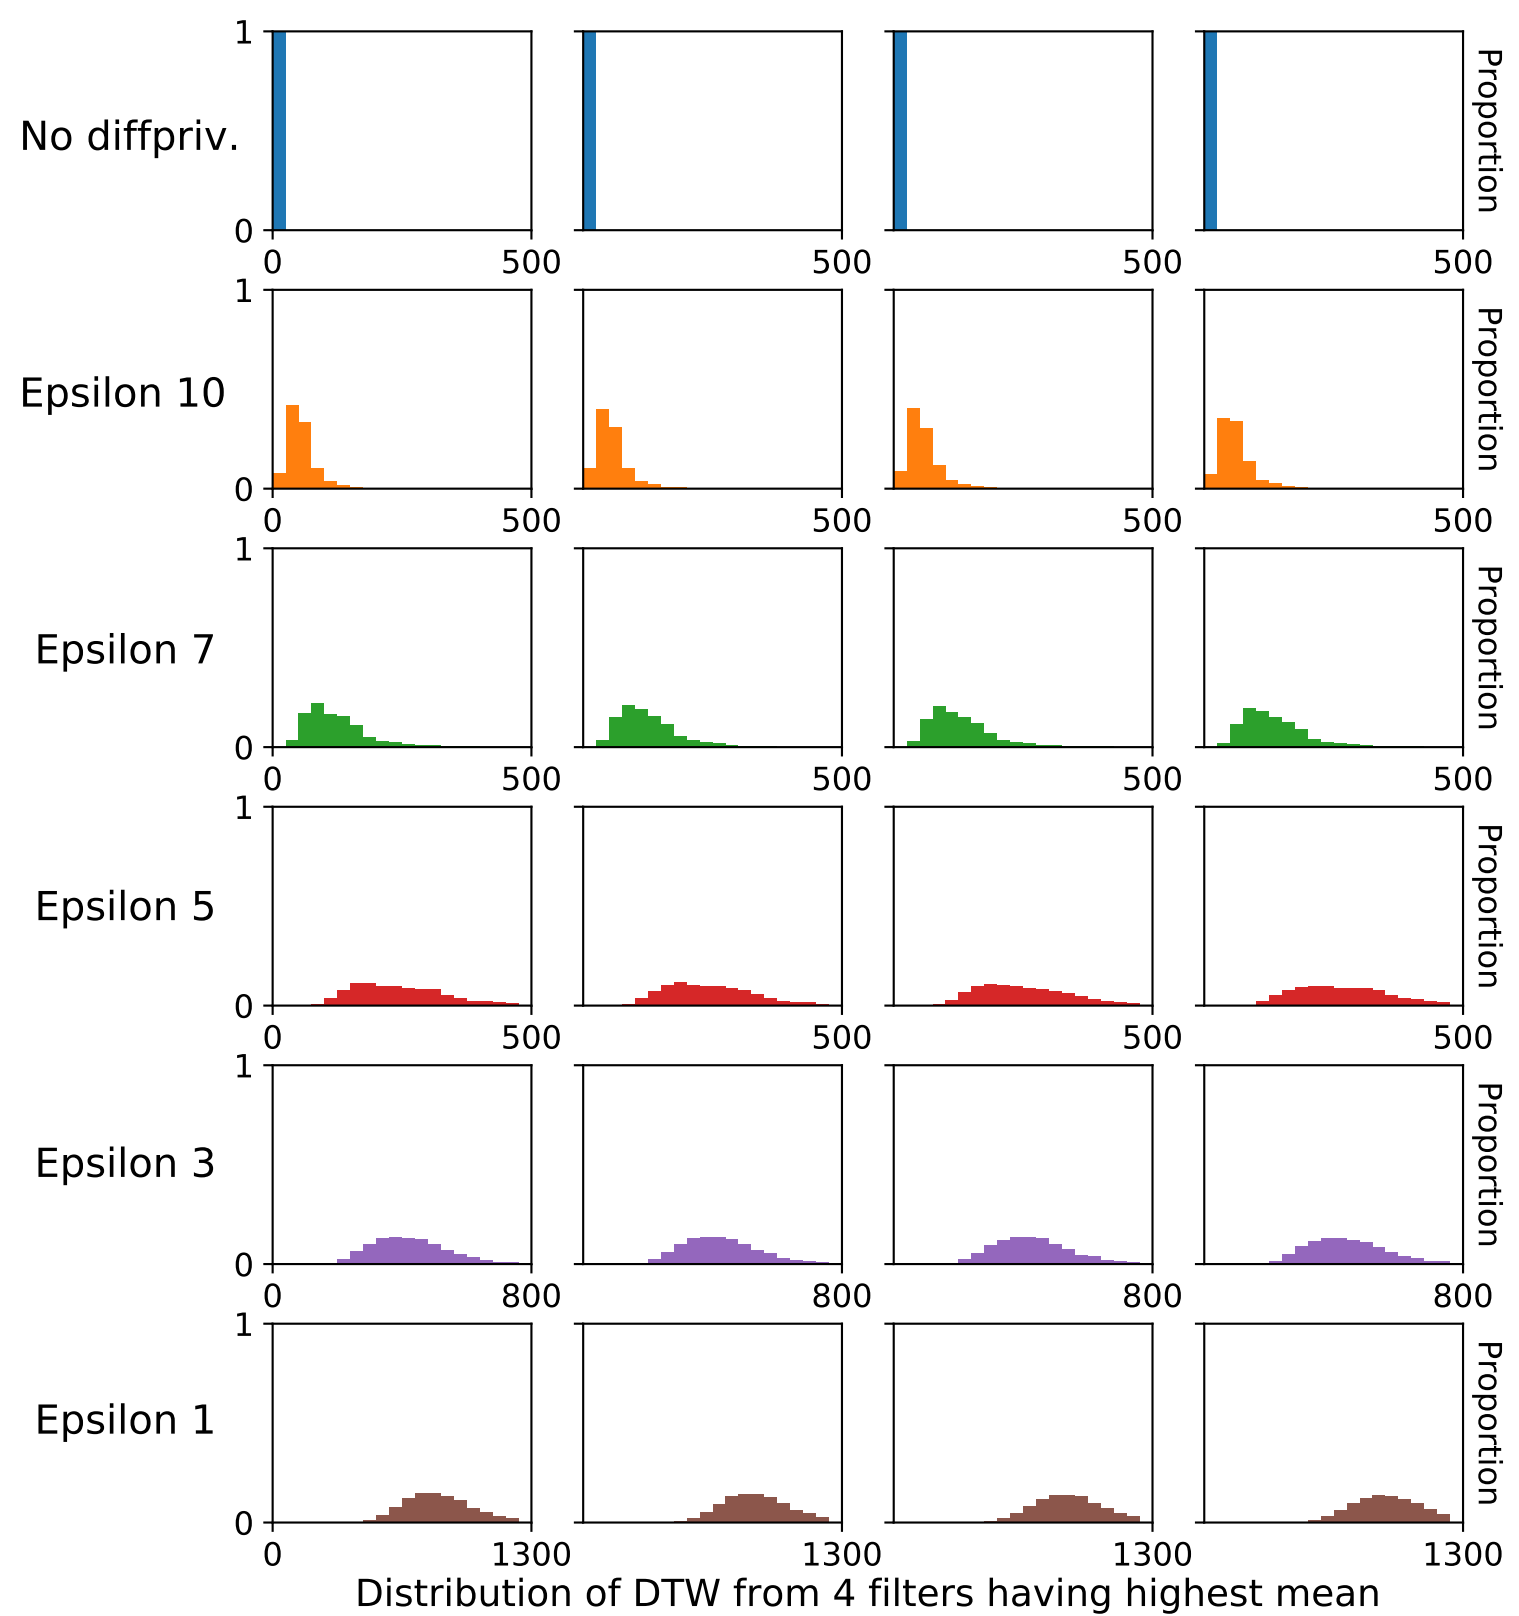 1
No diffpriv.
Proportion
0
0 500 500 500 500
1
Epsilon 10
Proportion
0
0 500 500 500 500
1
Epsilon 7
Proportion
0
0 500 500 500 500
1
Epsilon 5
Proportion
0
0 500 500 500 500
1
Epsilon 3
Proportion
0
0 800 800 800 800
1
Epsilon 1
Proportion
0
0 1300 1300 1300 1300
Distribution of DTW from 4 filters having highest mean